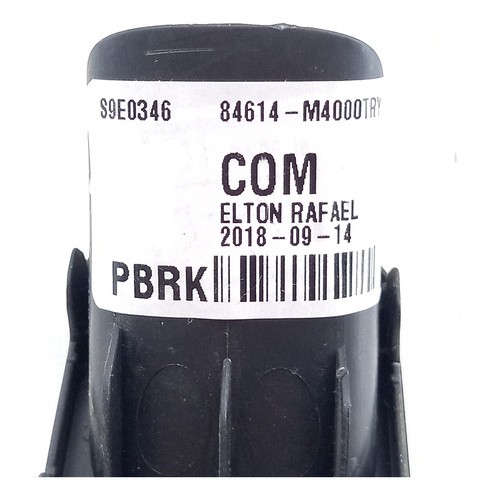 S9E0346 84614-M4000TRY
COM
ELTON RAFAEL
2018-09-14
PBRK